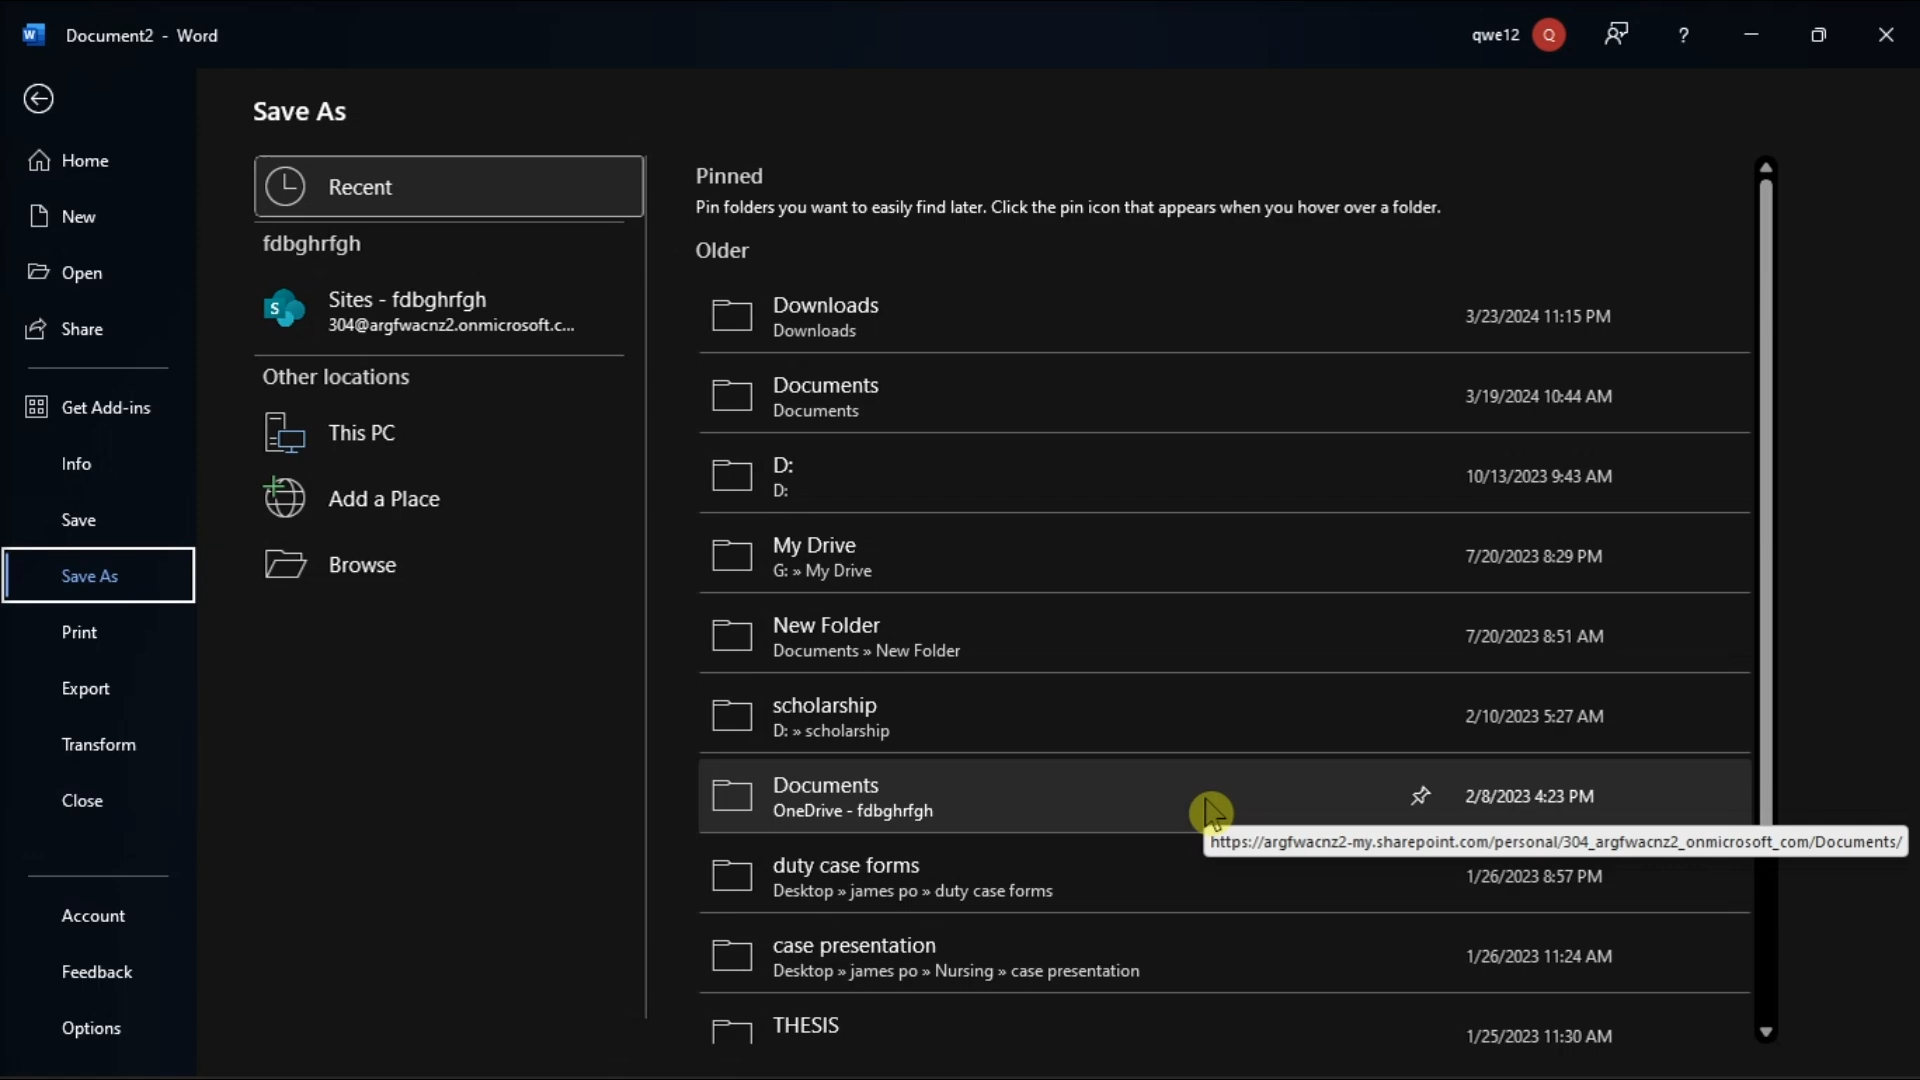 Document2 - Word
qwe12 Q ?
Save As
Home
New
Open
Share
Get Add-ins
Info
Save
Save As
Print
Export
Transform
Close
Account
Feedback
Options
Recent
fdbghrfgh
Sites - fdbghrfgh
304@argfwacnz2.onmicrosoft.c...
Other locations
This PC
Add a Place
Browse
Pinned
Pin folders you want to easily find later. Click the pin icon that appears when you hover over a folder.
Older
Downloads
Downloads
3/23/2024 11:15 PM
Documents
Documents
3/19/2024 10:44 AM
D:
D:
10/13/2023 9:43 AM
My Drive
G: » My Drive
7/20/2023 8:29 PM
New Folder
Documents » New Folder
7/20/2023 8:51 AM
scholarship
D: » scholarship
2/10/2023 5:27 AM
Documents
OneDrive - fdbghrfgh
2/8/2023 4:23 PM
https://argfwacnz2-my.sharepoint.com/personal/304_argfwacnz2_onmicrosoft_com/Documents/
duty case forms
Desktop » james po » duty case forms
1/26/2023 8:57 PM
case presentation
Desktop » james po » Nursing » case presentation
1/26/2023 11:24 AM
THESIS
1/25/2023 11:30 AM